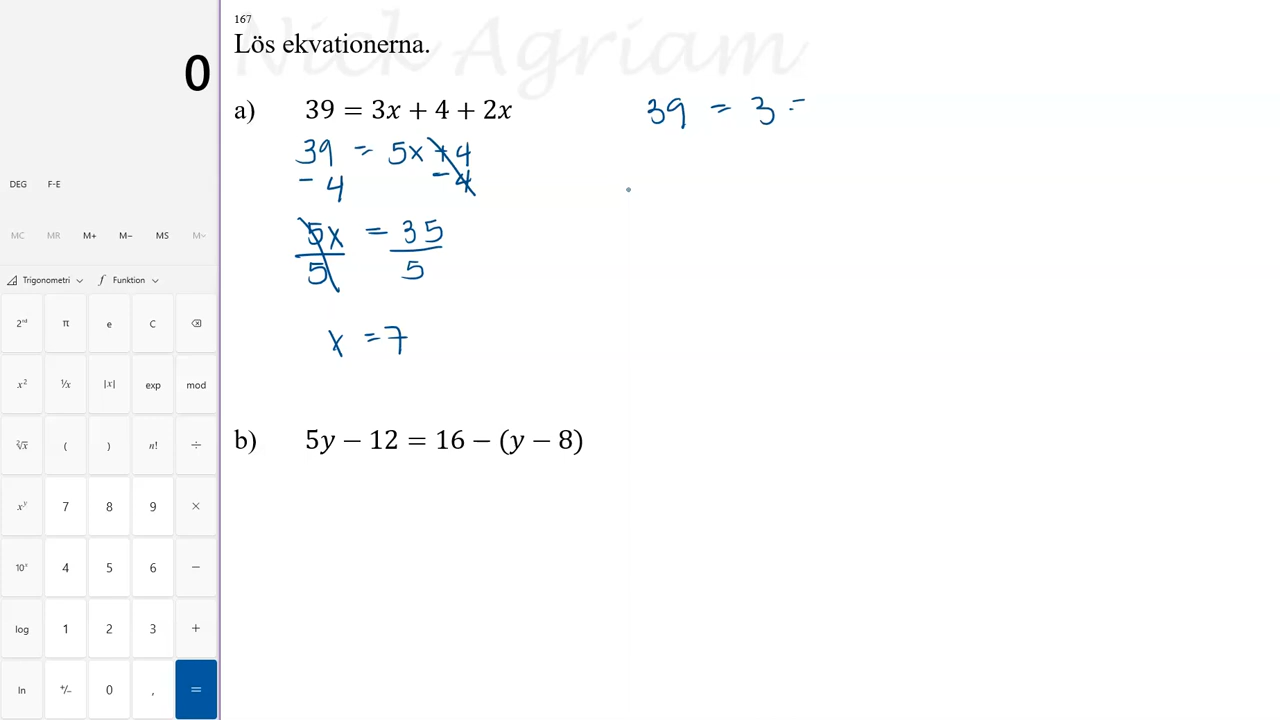 167
Nick Agriam
Lös ekvationerna.
a) 39 = 3x + 4 + 2x
39 = 5x + 4
− 4 − 4
5x = 35
5 5
x = 7
39 = 3
b) 5y − 12 = 16 − (y − 8)
0
DEG F-E
MC MR M+ M− MS M˅
Trigonometri Funktion
2ⁿᵈ π e C
x² ¹/x |x| exp mod
²√x ( ) n! ÷
xʸ 7 8 9 ×
10ˣ 4 5 6 −
log 1 2 3 +
ln +/− 0 , =